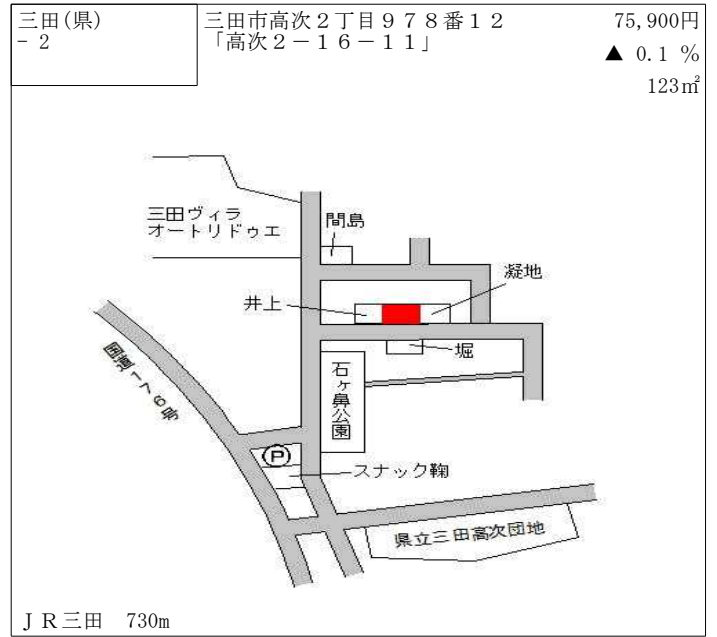 三田(県)
－２
三田市高次２丁目９７８番１２
「高次２－１６－１１」
75,900円
▲ 0.1 %
123㎡
三田ヴィラ
オートリドゥエ
間島
凝地
井上
堀
国道１７６号
石ヶ鼻公園
Ｐ
スナック鞠
県立三田高次団地
ＪＲ三田　730m